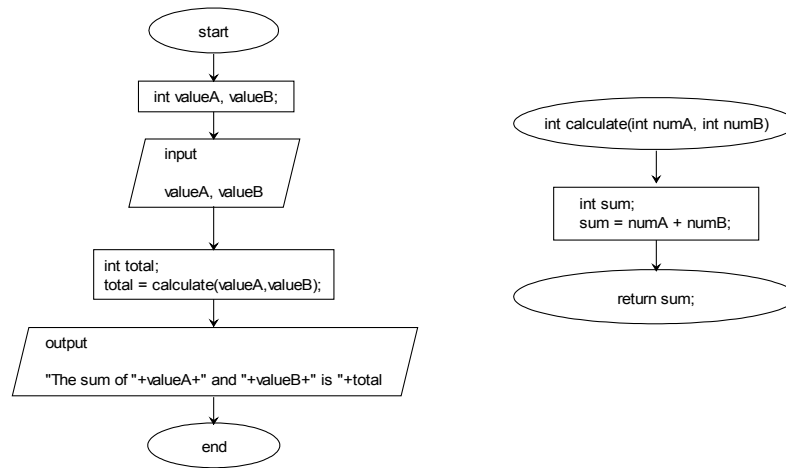 start
int valueA, valueB;
input
valueA, valueB
int total;
total = calculate(valueA,valueB);
output
"The sum of "+valueA+" and "+valueB+" is "+total
end
int calculate(int numA, int numB)
int sum;
sum = numA + numB;
return sum;